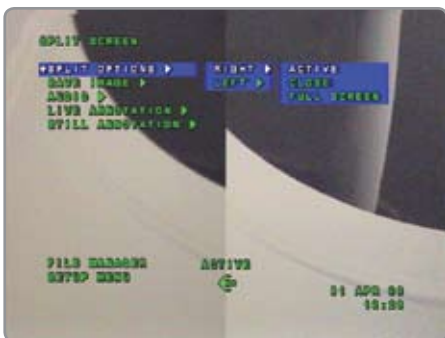 SPLIT SCREEN
SPLIT OPTIONS ▶ RIGHT ▶ ACTIVE
SAVE IMAGE ▶ LEFT ▶ CLOSE
AUDIO ▶ FULL SCREEN
LIVE ANNOTATION ▶
STILL ANNOTATION ▶
FILE MANAGER ACTIVE
SETUP MENU
APR